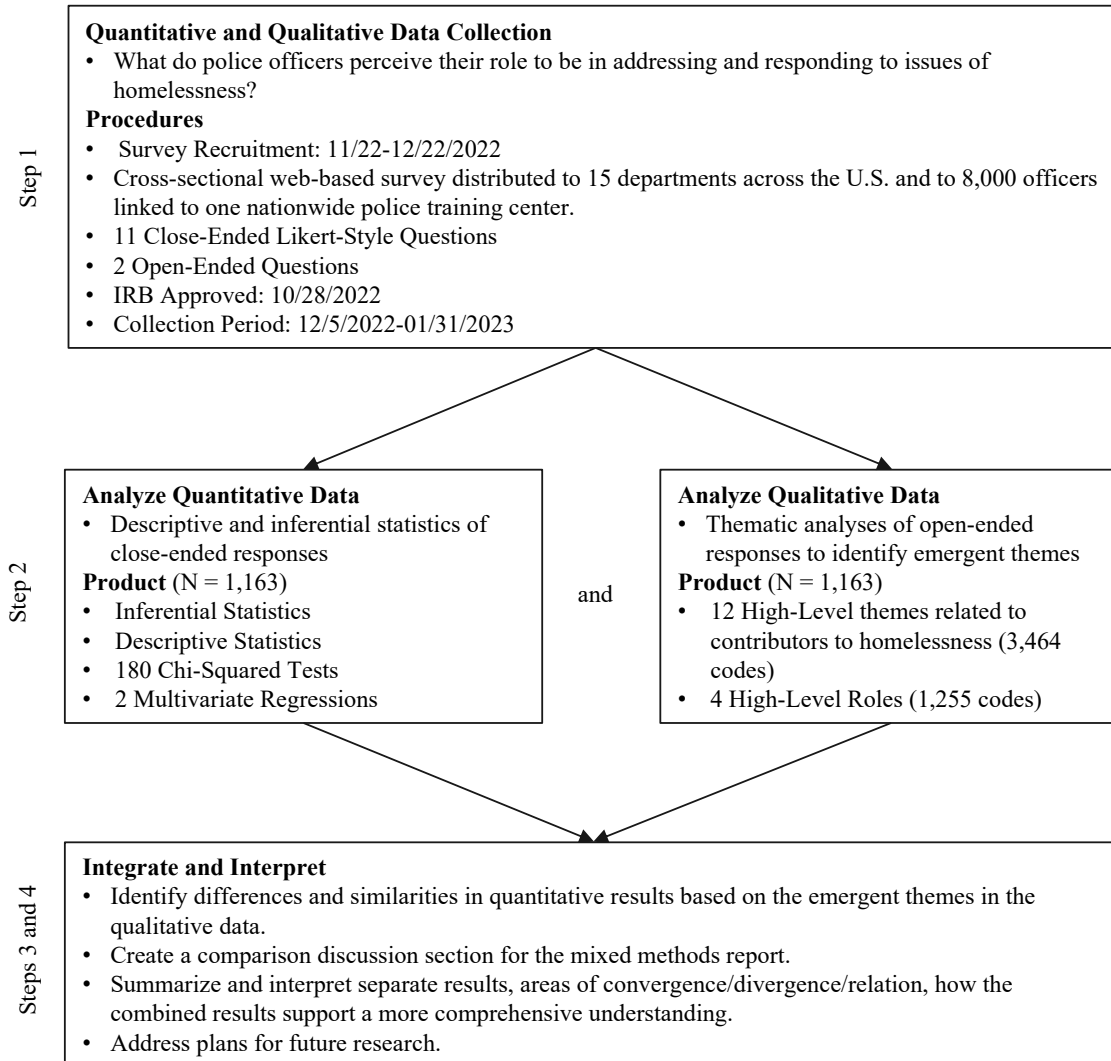 Step 1
Quantitative and Qualitative Data Collection
• What do police officers perceive their role to be in addressing and responding to issues of
homelessness?
Procedures
• Survey Recruitment: 11/22-12/22/2022
• Cross-sectional web-based survey distributed to 15 departments across the U.S. and to 8,000 officers
linked to one nationwide police training center.
• 11 Close-Ended Likert-Style Questions
• 2 Open-Ended Questions
• IRB Approved: 10/28/2022
• Collection Period: 12/5/2022-01/31/2023
Step 2
Analyze Quantitative Data
• Descriptive and inferential statistics of
close-ended responses
Product (N = 1,163)
• Inferential Statistics
• Descriptive Statistics
• 180 Chi-Squared Tests
• 2 Multivariate Regressions
and
Analyze Qualitative Data
• Thematic analyses of open-ended
responses to identify emergent themes
Product (N = 1,163)
• 12 High-Level themes related to
contributors to homelessness (3,464
codes)
• 4 High-Level Roles (1,255 codes)
Steps 3 and 4
Integrate and Interpret
• Identify differences and similarities in quantitative results based on the emergent themes in the
qualitative data.
• Create a comparison discussion section for the mixed methods report.
• Summarize and interpret separate results, areas of convergence/divergence/relation, how the
combined results support a more comprehensive understanding.
• Address plans for future research.